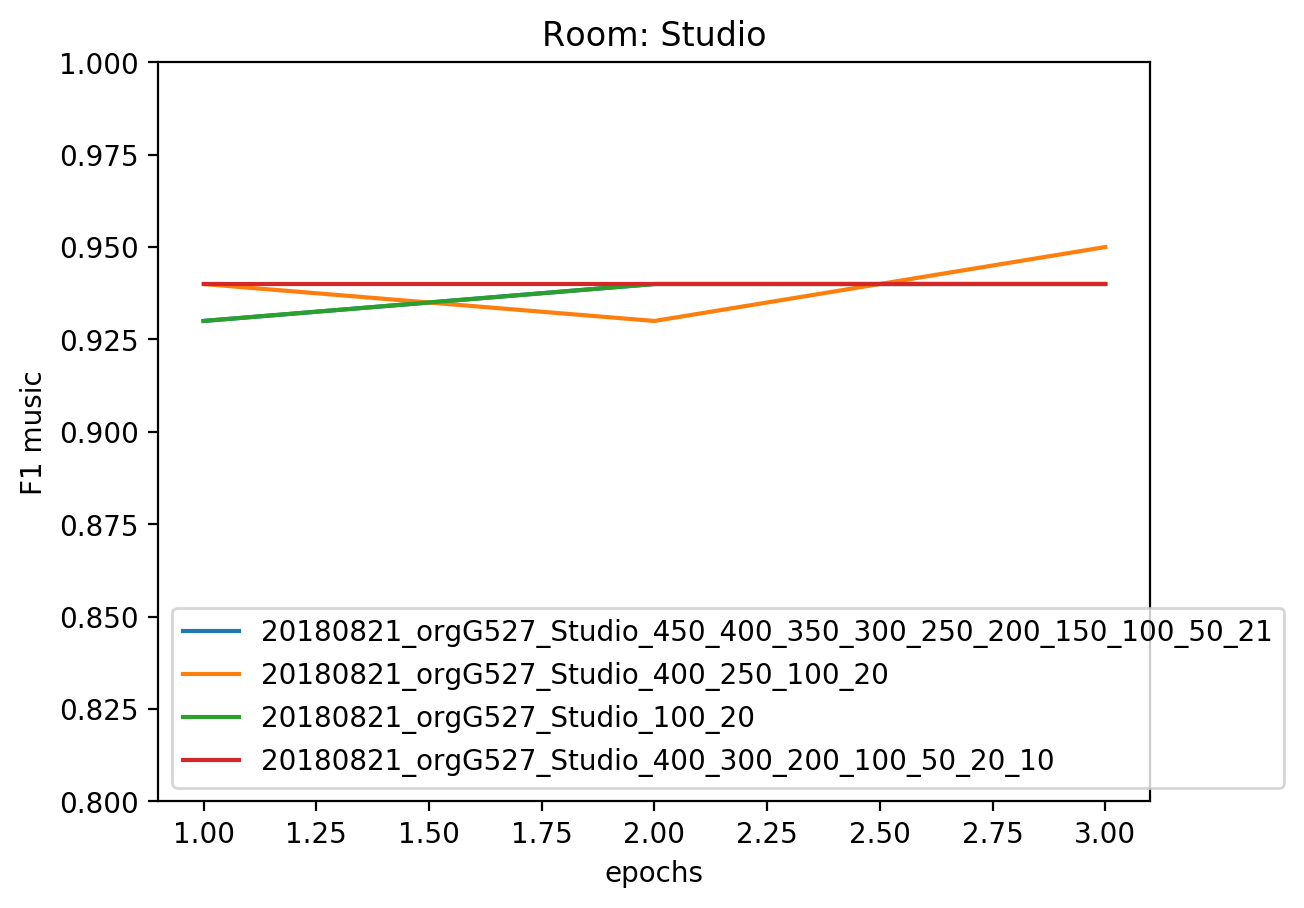 Room: Studio
1.000
0.975
0.950
0.925
0.900
0.875
0.850
0.825
0.800
F1 music
20180821_orgG527_Studio_450_400_350_300_250_200_150_100_50_21
20180821_orgG527_Studio_400_250_100_20
20180821_orgG527_Studio_100_20
20180821_orgG527_Studio_400_300_200_100_50_20_10
1.00 1.25 1.50 1.75 2.00 2.25 2.50 2.75 3.00
epochs